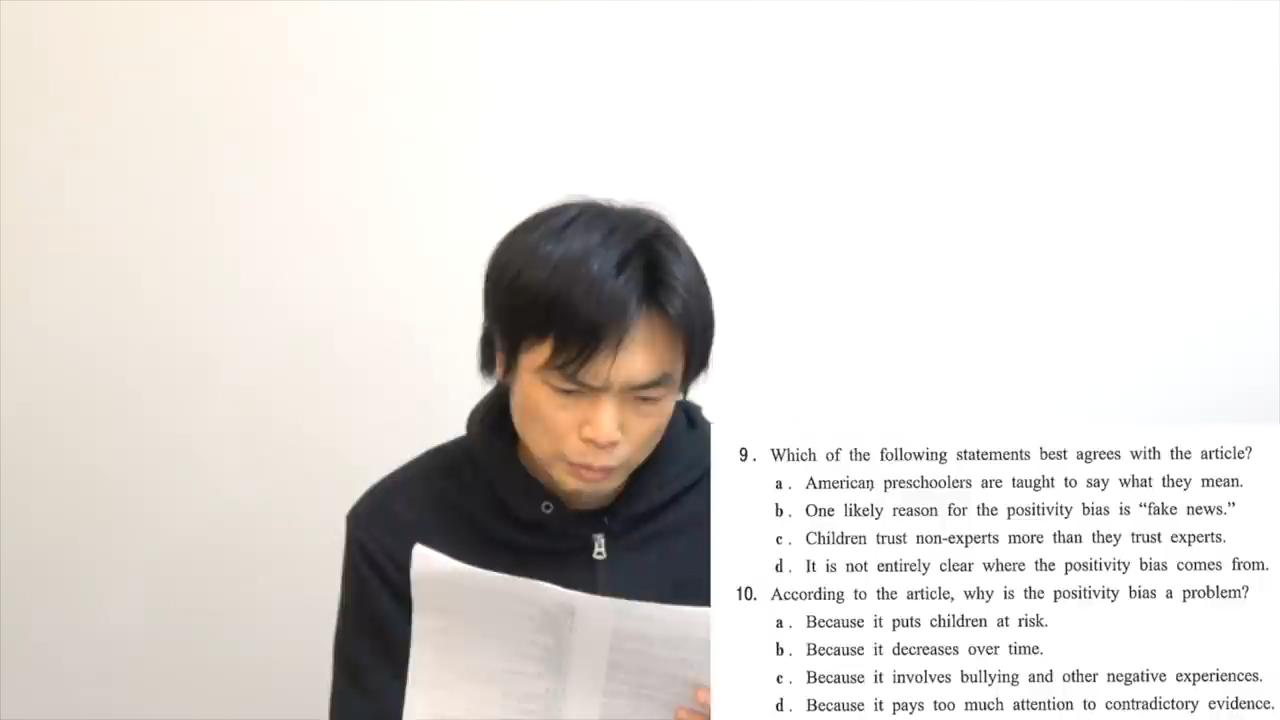 9. Which of the following statements best agrees with the article?
a. American preschoolers are taught to say what they mean.
b. One likely reason for the positivity bias is “fake news.”
c. Children trust non-experts more than they trust experts.
d. It is not entirely clear where the positivity bias comes from.
10. According to the article, why is the positivity bias a problem?
a. Because it puts children at risk.
b. Because it decreases over time.
c. Because it involves bullying and other negative experiences.
d. Because it pays too much attention to contradictory evidence.